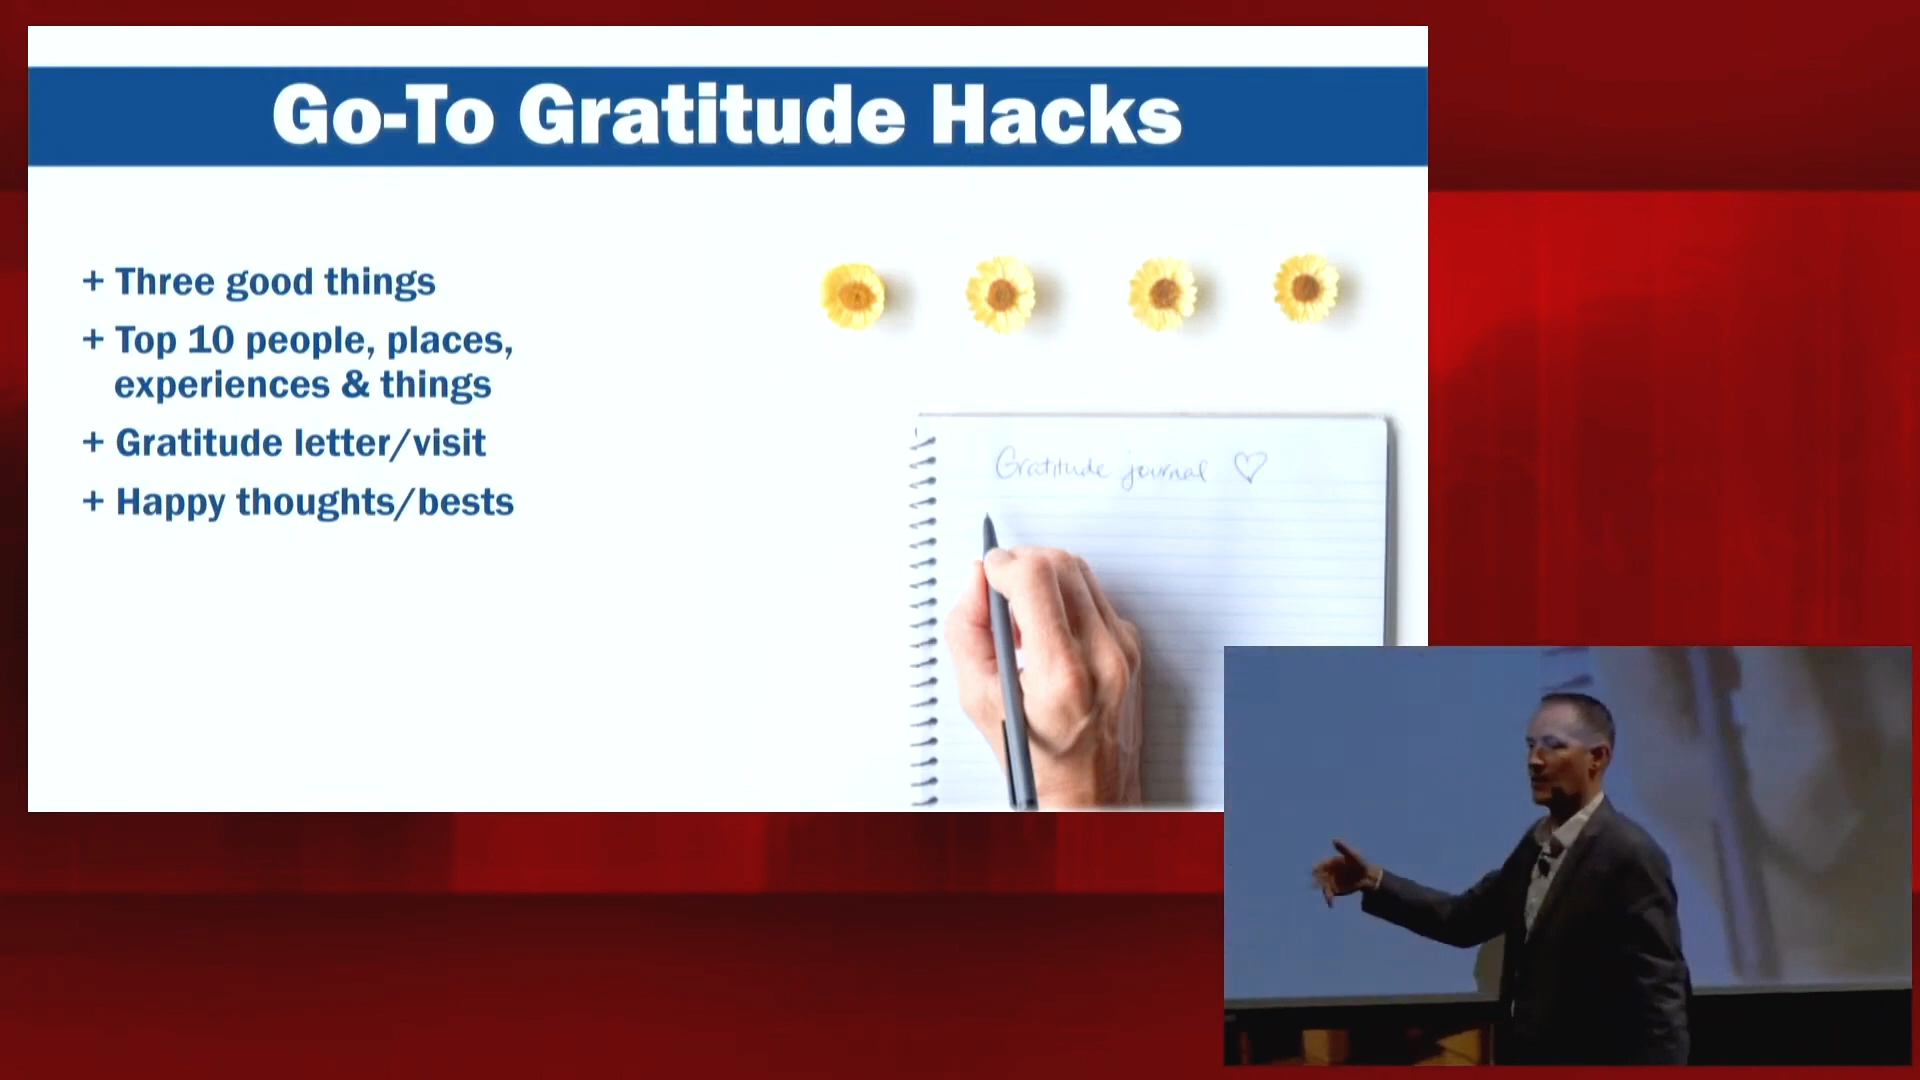 Go-To Gratitude Hacks
+ Three good things
+ Top 10 people, places,
experiences & things
+ Gratitude letter/visit
+ Happy thoughts/bests
Gratitude journal ♡